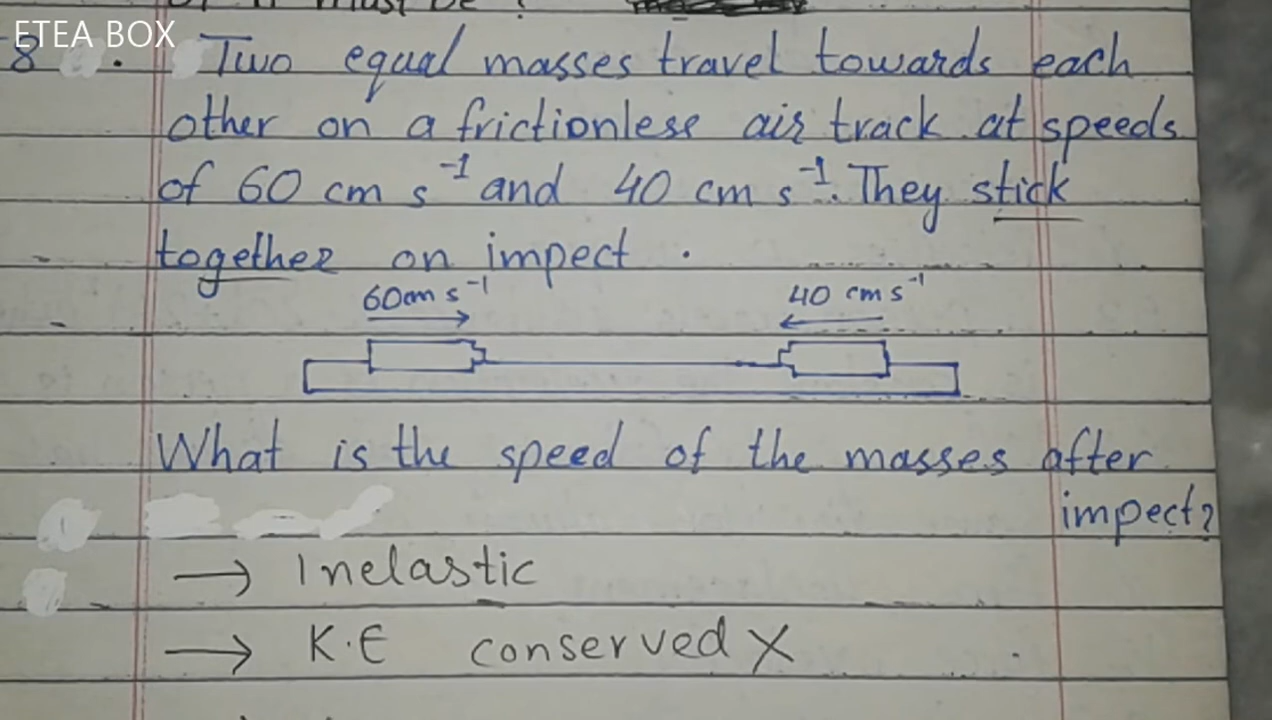 ETEA BOX
8 . Two equal masses travel towards each
other on a frictionless air track at speeds
of 60 cm s⁻¹ and 40 cm s⁻¹. They stick
together on impect .
60cm s⁻¹ 40 cm s⁻¹
What is the speed of the masses after
impect?
→ Inelastic
→ K.E conserved X